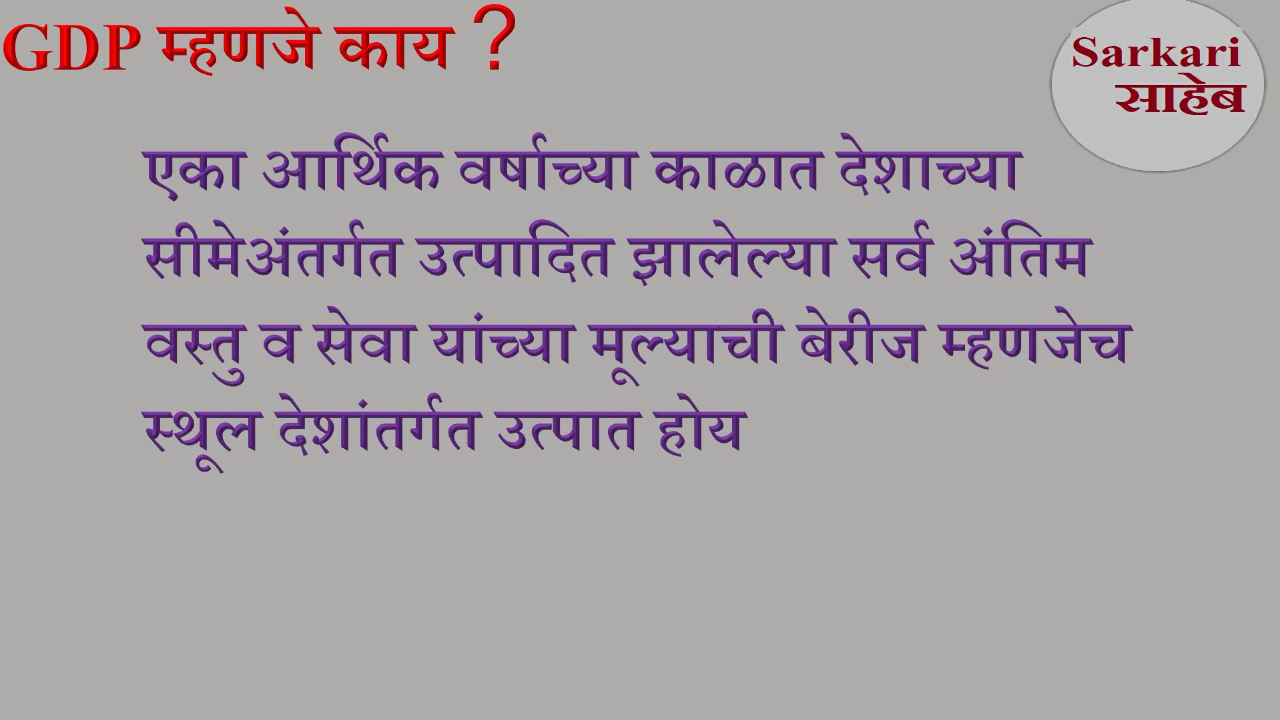 GDP म्हणजे काय ?
Sarkari
साहेब
एका आर्थिक वर्षाच्या काळात देशाच्या
सीमेअंतर्गत उत्पादित झालेल्या सर्व अंतिम
वस्तु व सेवा यांच्या मूल्याची बेरीज म्हणजेच
स्थूल देशांतर्गत उत्पात होय